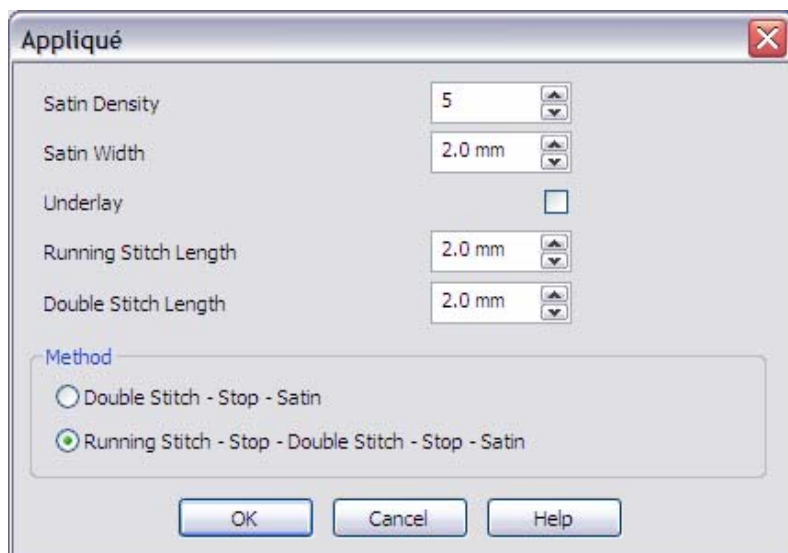 Appliqué
Satin Density 5
Satin Width 2.0 mm
Underlay
Running Stitch Length 2.0 mm
Double Stitch Length 2.0 mm
Method
Double Stitch - Stop - Satin
Running Stitch - Stop - Double Stitch - Stop - Satin
OK Cancel Help